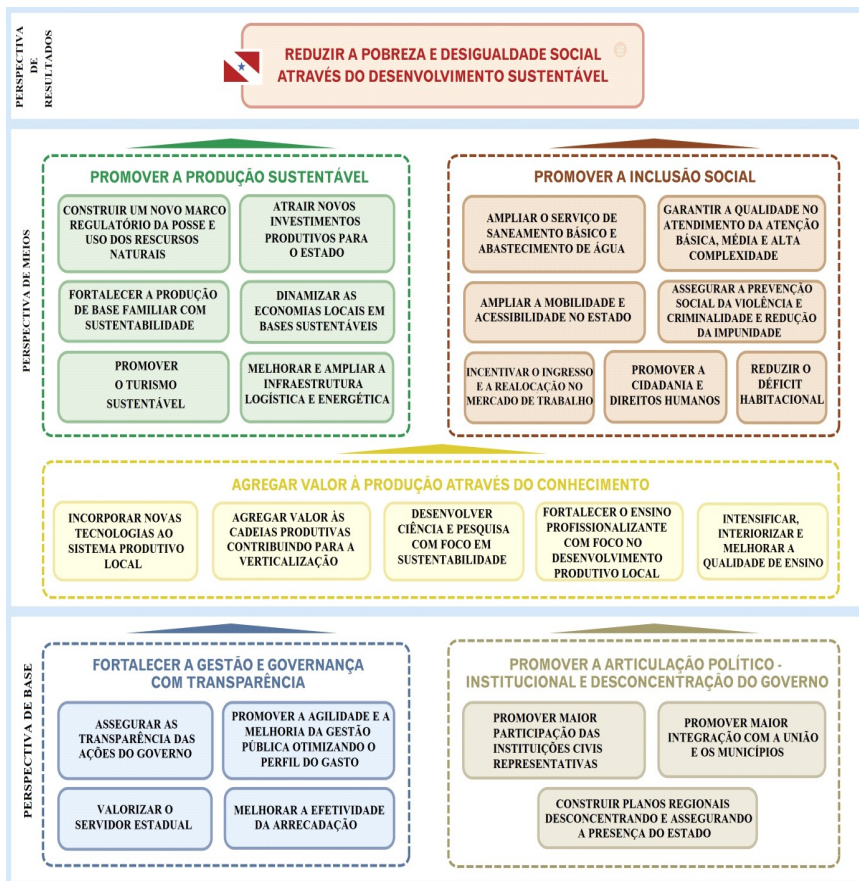 PERSPECTIVA
DE
RESULTADOS
REDUZIR A POBREZA E DESIGUALDADE SOCIAL
ATRAVÉS DO DESENVOLVIMENTO SUSTENTÁVEL
PERSPECTIVA DE MEIOS
PROMOVER A PRODUÇÃO SUSTENTÁVEL
CONSTRUIR UM NOVO MARCO
REGULATÓRIO DA POSSE E
USO DOS RESCURSOS
NATURAIS
ATRAIR NOVOS
INVESTIMENTOS
PRODUTIVOS PARA
O ESTADO
FORTALECER A PRODUÇÃO
DE BASE FAMILIAR COM
SUSTENTABILIDADE
DINAMIZAR AS
ECONOMIAS LOCAIS EM
BASES SUSTENTÁVEIS
PROMOVER
O TURISMO
SUSTENTÁVEL
MELHORAR E AMPLIAR A
INFRAESTRUTURA
LOGÍSTICA E ENERGÉTICA
PROMOVER A INCLUSÃO SOCIAL
AMPLIAR O SERVIÇO DE
SANEAMENTO BÁSICO E
ABASTECIMENTO DE ÁGUA
GARANTIR A QUALIDADE NO
ATENDIMENTO DA ATENÇÃO
BÁSICA, MÉDIA E ALTA
COMPLEXIDADE
AMPLIAR A MOBILIDADE E
ACESSIBILIDADE NO ESTADO
ASSEGURAR A PREVENÇÃO
SOCIAL DA VIOLÊNCIA E
CRIMINALIDADE E REDUÇÃO
DA IMPUNIDADE
INCENTIVAR O INGRESSO
E A REALOCAÇÃO NO
MERCADO DE TRABALHO
PROMOVER A
CIDADANIA E
DIREITOS HUMANOS
REDUZIR O
DÉFICIT
HABITACIONAL
AGREGAR VALOR À PRODUÇÃO ATRAVÉS DO CONHECIMENTO
INCORPORAR NOVAS
TECNOLOGIAS AO
SISTEMA PRODUTIVO
LOCAL
AGREGAR VALOR ÀS
CADEIAS PRODUTIVAS
CONTRIBUINDO PARA A
VERTICALIZAÇÃO
DESENVOLVER
CIÊNCIA E PESQUISA
COM FOCO EM
SUSTENTABILIDADE
FORTALECER O ENSINO
PROFISSIONALIZANTE
COM FOCO NO
DESENVOLVIMENTO
PRODUTIVO LOCAL
INTENSIFICAR,
INTERIORIZAR E
MELHORAR A
QUALIDADE DE ENSINO
PERSPECTIVA DE BASE
FORTALECER A GESTÃO E GOVERNANÇA
COM TRANSPARÊNCIA
ASSEGURAR AS
TRANSPARÊNCIA DAS
AÇÕES DO GOVERNO
PROMOVER A AGILIDADE E A
MELHORIA DA GESTÃO
PÚBLICA OTIMIZANDO O
PERFIL DO GASTO
VALORIZAR O
SERVIDOR ESTADUAL
MELHORAR A EFETIVIDADE
DA ARRECADAÇÃO
PROMOVER A ARTICULAÇÃO POLÍTICO -
INSTITUCIONAL E DESCONCENTRAÇÃO DO GOVERNO
PROMOVER MAIOR
PARTICIPAÇÃO DAS
INSTITUIÇÕES CIVIS
REPRESENTATIVAS
PROMOVER MAIOR
INTEGRAÇÃO COM A UNIÃO
E OS MUNICÍPIOS
CONSTRUIR PLANOS REGIONAIS
DESCONCENTRANDO E ASSEGURANDO
A PRESENÇA DO ESTADO